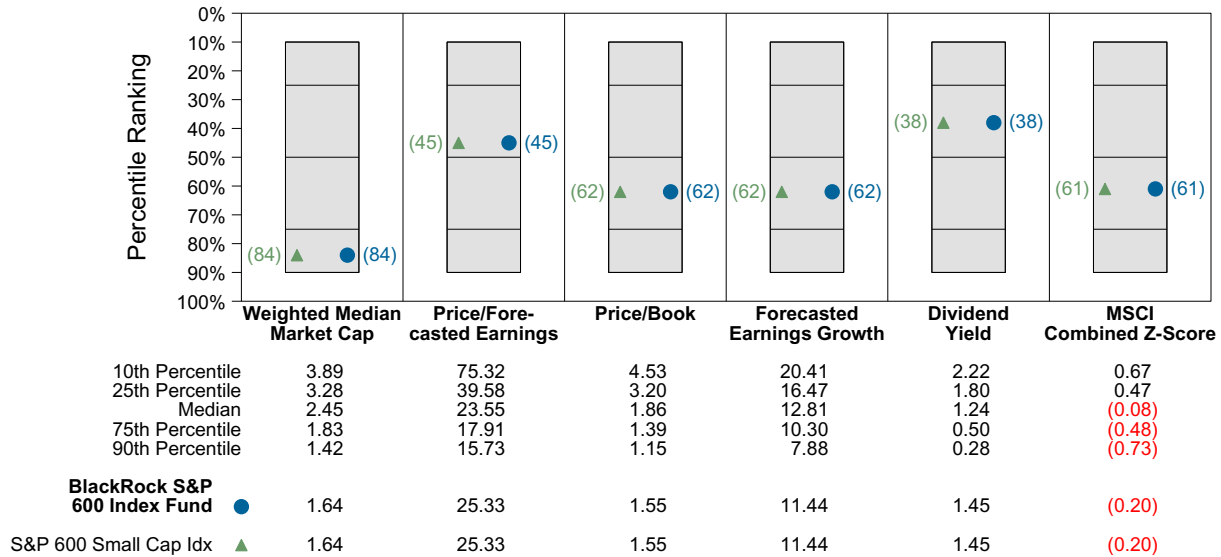 Percentile Ranking
0%
10%
20%
30%
40%
50%
60%
70%
80%
90%
100%
(84) (84)
(45) (45)
(62) (62)
(62) (62)
(38) (38)
(61) (61)
Weighted Median Market Cap
Price/Fore-
casted Earnings
Price/Book
Forecasted
Earnings Growth
Dividend
Yield
MSCI
Combined Z-Score
10th Percentile 3.89 75.32 4.53 20.41 2.22 0.67
25th Percentile 3.28 39.58 3.20 16.47 1.80 0.47
Median 2.45 23.55 1.86 12.81 1.24 (0.08)
75th Percentile 1.83 17.91 1.39 10.30 0.50 (0.48)
90th Percentile 1.42 15.73 1.15 7.88 0.28 (0.73)
BlackRock S&P
600 Index Fund 1.64 25.33 1.55 11.44 1.45 (0.20)
S&P 600 Small Cap Idx 1.64 25.33 1.55 11.44 1.45 (0.20)